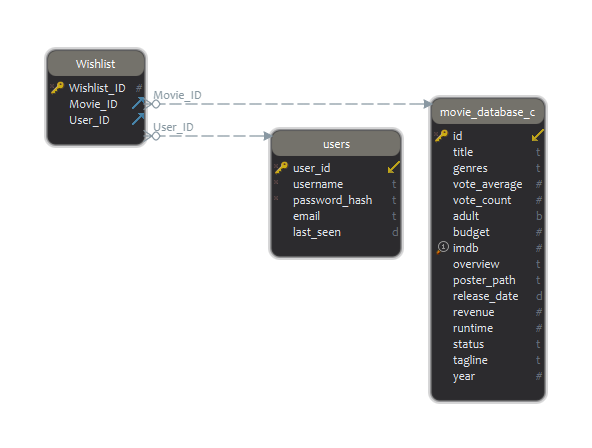 Wishlist
Wishlist_ID #
Movie_ID
User_ID
Movie_ID
User_ID
users
user_id
username t
password_hash t
email t
last_seen d
movie_database_c
id
title t
genres t
vote_average #
vote_count #
adult b
budget #
1 imdb #
overview t
poster_path t
release_date d
revenue #
runtime #
status t
tagline t
year #